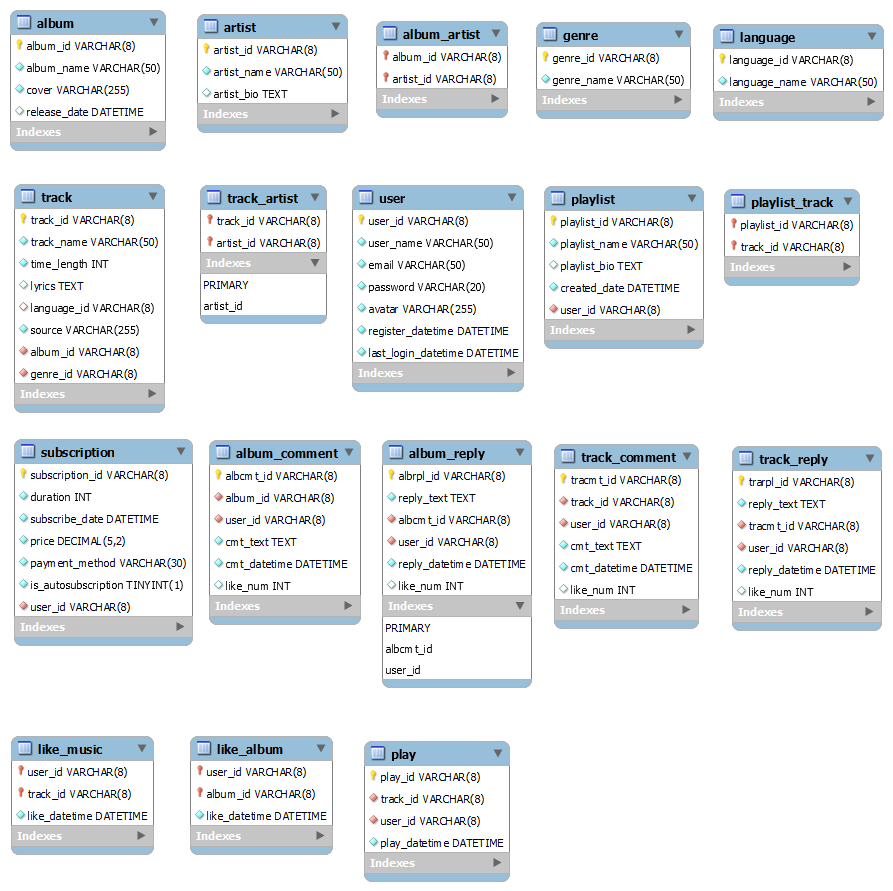 album
album_id VARCHAR(8)
album_name VARCHAR(50)
cover VARCHAR(255)
release_date DATETIME
Indexes
artist
artist_id VARCHAR(8)
artist_name VARCHAR(50)
artist_bio TEXT
Indexes
album_artist
album_id VARCHAR(8)
artist_id VARCHAR(8)
Indexes
genre
genre_id VARCHAR(8)
genre_name VARCHAR(50)
Indexes
language
language_id VARCHAR(8)
language_name VARCHAR(50)
Indexes
track
track_id VARCHAR(8)
track_name VARCHAR(50)
time_length INT
lyrics TEXT
language_id VARCHAR(8)
source VARCHAR(255)
album_id VARCHAR(8)
genre_id VARCHAR(8)
Indexes
track_artist
track_id VARCHAR(8)
artist_id VARCHAR(8)
Indexes
PRIMARY
artist_id
user
user_id VARCHAR(8)
user_name VARCHAR(50)
email VARCHAR(50)
password VARCHAR(20)
avatar VARCHAR(255)
register_datetime DATETIME
last_login_datetime DATETIME
Indexes
playlist
playlist_id VARCHAR(8)
playlist_name VARCHAR(50)
playlist_bio TEXT
created_date DATETIME
user_id VARCHAR(8)
Indexes
playlist_track
playlist_id VARCHAR(8)
track_id VARCHAR(8)
Indexes
subscription
subscription_id VARCHAR(8)
duration INT
subscribe_date DATETIME
price DECIMAL(5,2)
payment_method VARCHAR(30)
is_autosubscription TINYINT(1)
user_id VARCHAR(8)
Indexes
album_comment
albcmt_id VARCHAR(8)
album_id VARCHAR(8)
user_id VARCHAR(8)
cmt_text TEXT
cmt_datetime DATETIME
like_num INT
Indexes
album_reply
albrpl_id VARCHAR(8)
reply_text TEXT
albcmt_id VARCHAR(8)
user_id VARCHAR(8)
reply_datetime DATETIME
like_num INT
Indexes
PRIMARY
albcmt_id
user_id
track_comment
tracmt_id VARCHAR(8)
track_id VARCHAR(8)
user_id VARCHAR(8)
cmt_text TEXT
cmt_datetime DATETIME
like_num INT
Indexes
track_reply
trarpl_id VARCHAR(8)
reply_text TEXT
tracmt_id VARCHAR(8)
user_id VARCHAR(8)
reply_datetime DATETIME
like_num INT
Indexes
like_music
user_id VARCHAR(8)
track_id VARCHAR(8)
like_datetime DATETIME
Indexes
like_album
user_id VARCHAR(8)
album_id VARCHAR(8)
like_datetime DATETIME
Indexes
play
play_id VARCHAR(8)
track_id VARCHAR(8)
user_id VARCHAR(8)
play_datetime DATETIME
Indexes